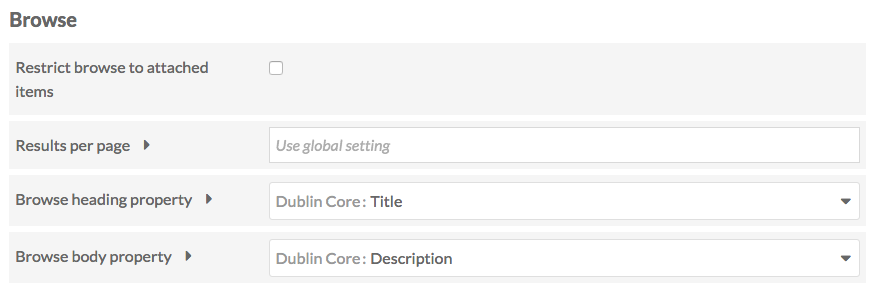 Browse
Restrict browse to attached
items
Results per page
Use global setting
Browse heading property
Dublin Core: Title
Browse body property
Dublin Core: Description